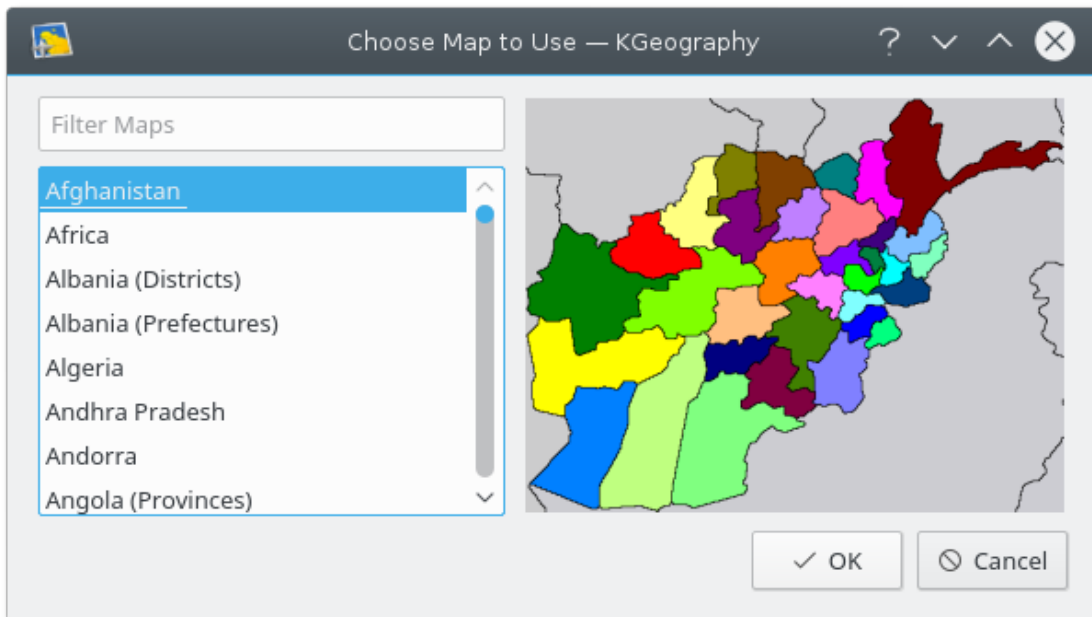 Choose Map to Use — KGeography
Filter Maps
Afghanistan
Africa
Albania (Districts)
Albania (Prefectures)
Algeria
Andhra Pradesh
Andorra
Angola (Provinces)
OK
Cancel